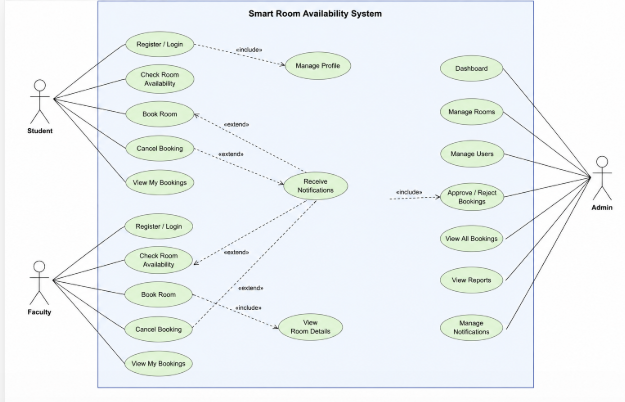 Smart Room Availability System
Register / Login
«include»
Manage Profile
Dashboard
Check Room
Availability
Student
Book Room
«extend»
Manage Rooms
Cancel Booking
«extend»
Manage Users
View My Bookings
Receive
Notifications
«include»
Approve / Reject
Bookings
Admin
Register / Login
View All Bookings
Check Room
Availability
«extend»
Faculty
Book Room
«extend»
«include»
View Reports
Cancel Booking
View
Room Details
Manage
Notifications
View My Bookings